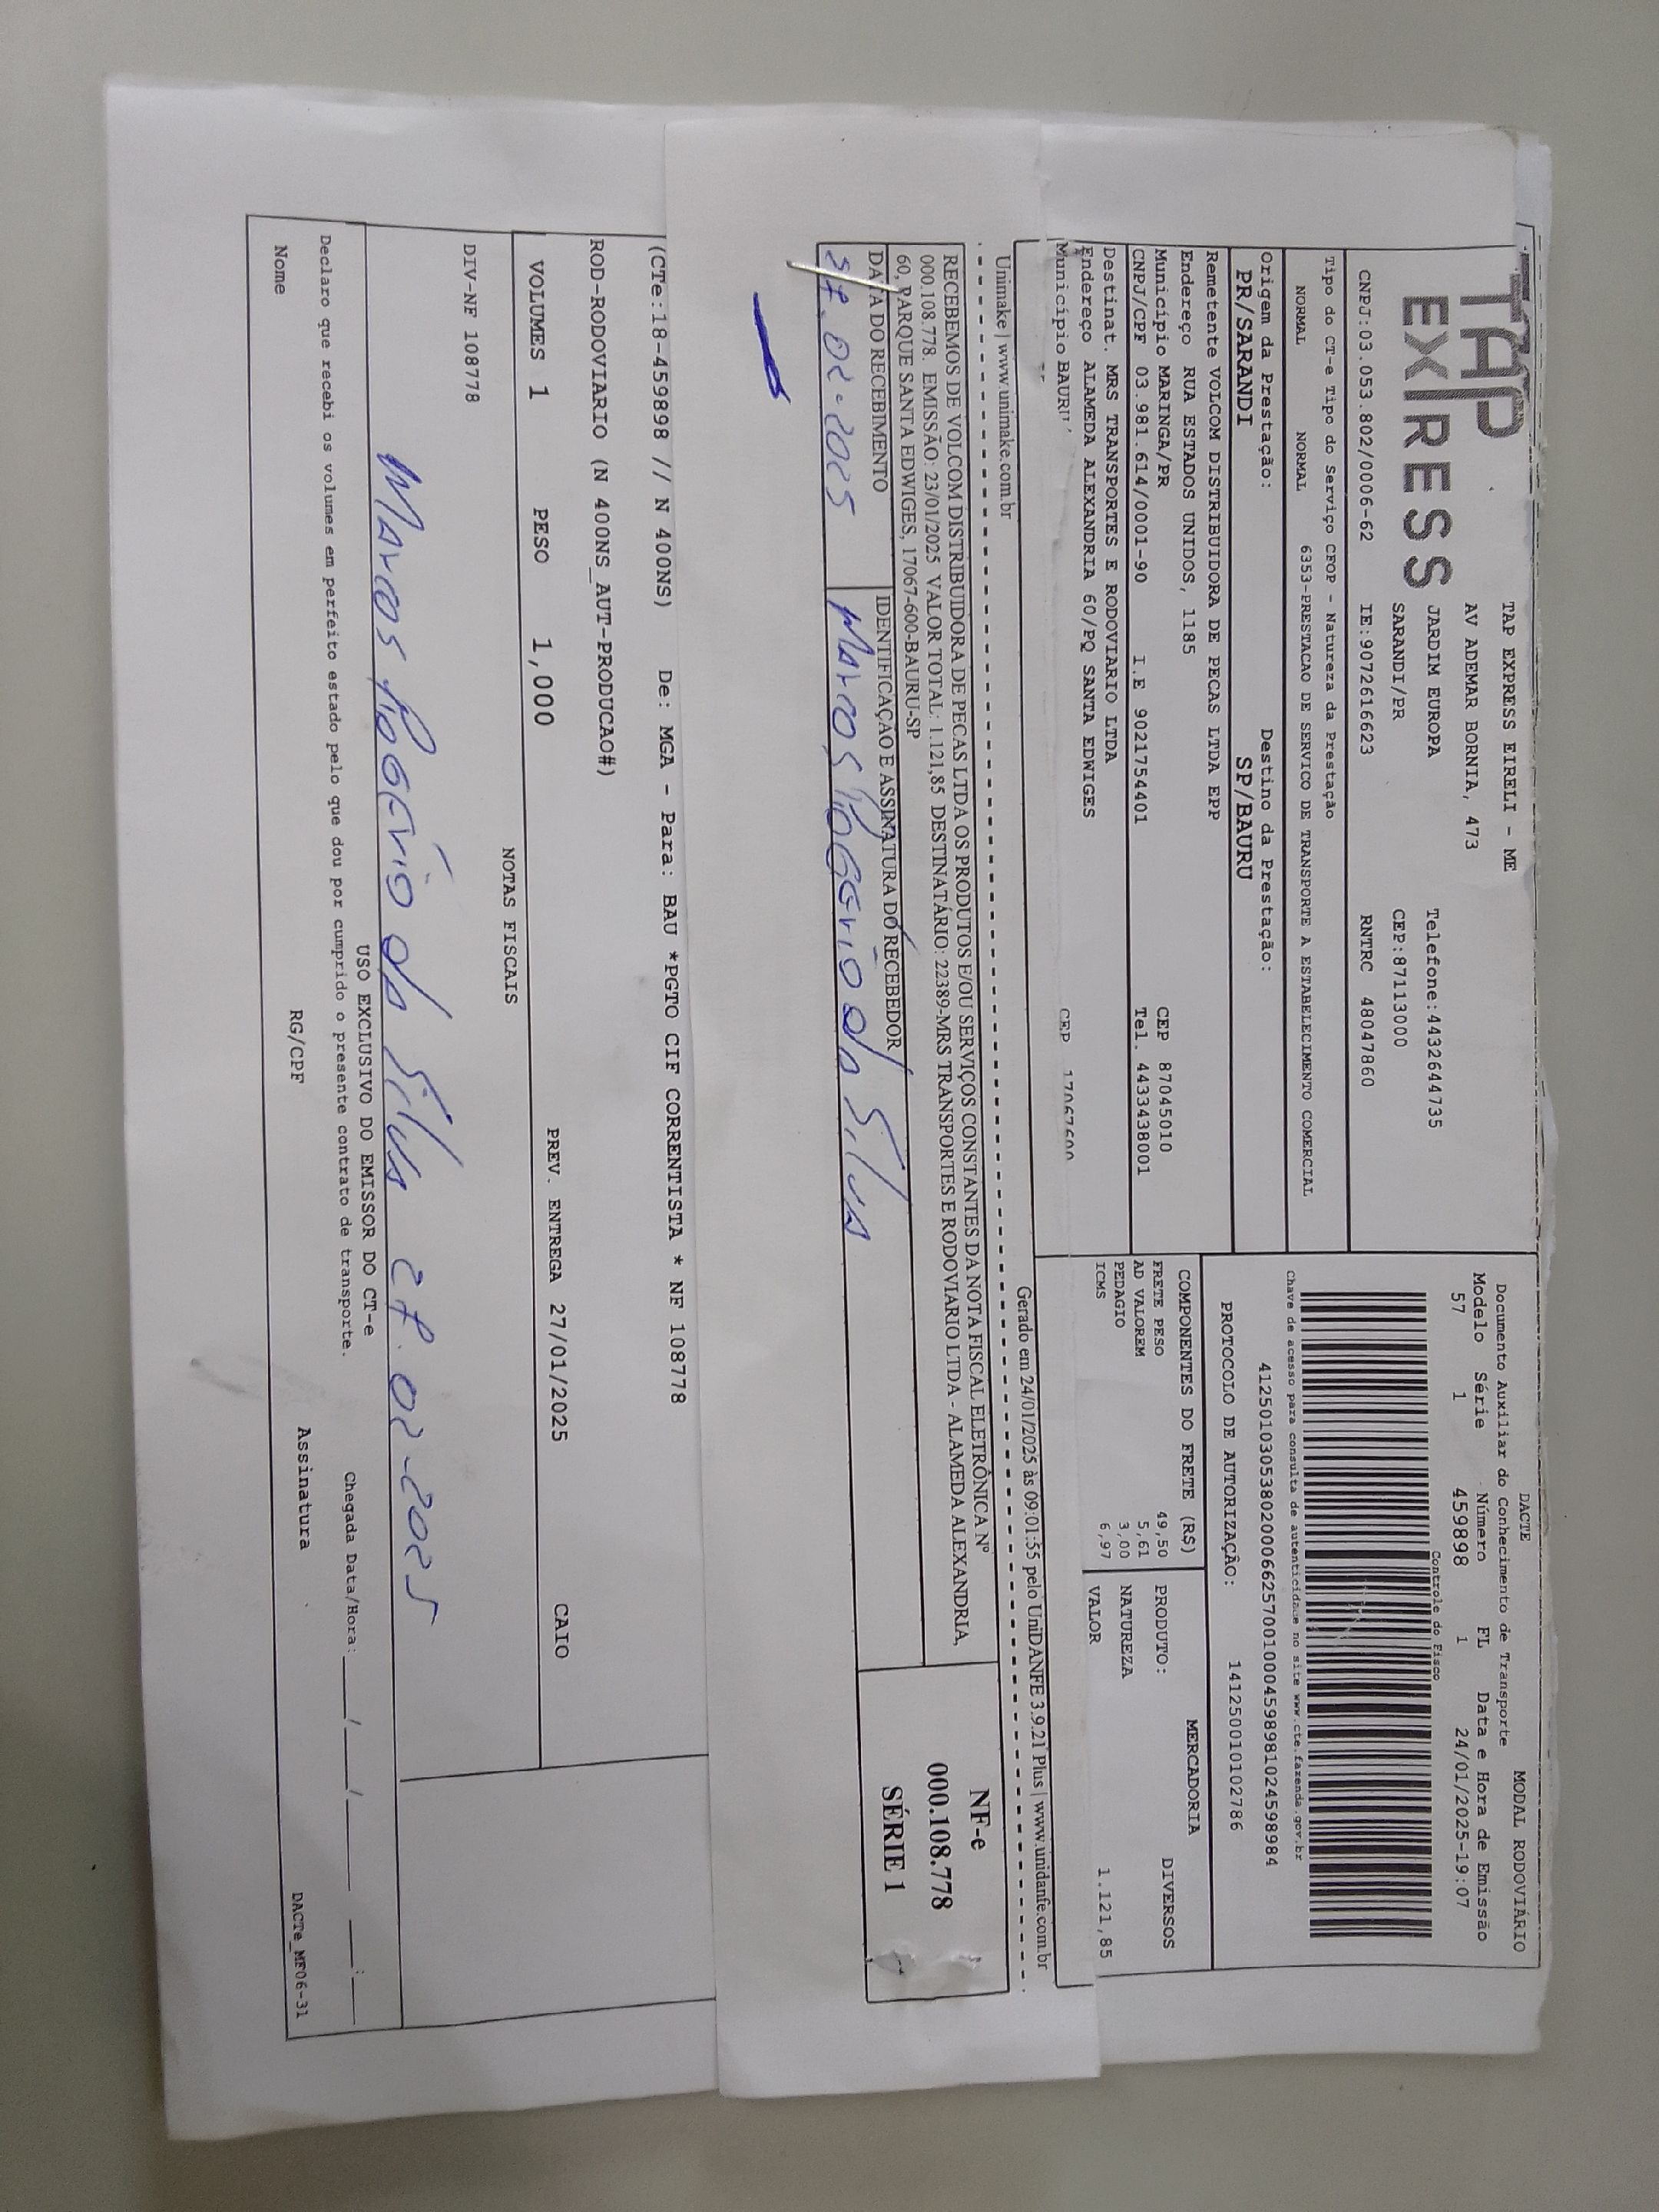 TAP
EXPRESS
TAP EXPRESS EIRELI - ME
AV ADEMAR BORNIA, 473
JARDIM EUROPA Telefone:4432644735
SARANDI/PR CEP:87113000
CNPJ:03.053.802/0006-62 IE:9072616623 RNTRC 48047860
DACTE MODAL RODOVIÁRIO
Documento Auxiliar do Conhecimento de Transporte
Modelo Série Número FL Data e Hora de Emissão
57 1 459898 1 24/01/2025-19:07
Controle do Fisco
Chave de acesso para consulta de autenticidade no site www.cte.fazenda.gov.br
41250103053802000662570010004598981024598984
PROTOCOLO DE AUTORIZAÇÃO: 141250010102786
Tipo do CT-e Tipo do Serviço CFOP - Natureza da Prestação
NORMAL NORMAL 6353-PRESTACAO DE SERVICO DE TRANSPORTE A ESTABELECIMENTO COMERCIAL
Origem da Prestação: Destino da Prestação:
PR/SARANDI SP/BAURU
Remetente VOLCOM DISTRIBUIDORA DE PECAS LTDA EPP
Endereço RUA ESTADOS UNIDOS, 1185
Município MARINGA/PR CEP 87045010
CNPJ/CPF 03.981.614/0001-90 I.E 9021754401 Tel. 4433438001
Destinat. MRS TRANSPORTES E RODOVIARIO LTDA
Endereço ALAMEDA ALEXANDRIA 60/PQ SANTA EDWIGES
Município BAURU CEP 17067600
COMPONENTES DO FRETE (R$)
FRETE PESO 49,50
AD VALOREM 5,61
PEDAGIO 3,00
ICMS 6,97
MERCADORIA
PRODUTO: DIVERSOS
NATUREZA
VALOR 1.121,85
Unimake | www.unimake.com.br Gerado em 24/01/2025 às 09:01:55 pelo UniDANFE 3.9.21 Plus | www.unidanfe.com.br
RECEBEMOS DE VOLCOM DISTRIBUIDORA DE PECAS LTDA OS PRODUTOS E/OU SERVIÇOS CONSTANTES DA NOTA FISCAL ELETRÔNICA Nº
000.108.778. EMISSÃO: 23/01/2025 VALOR TOTAL: 1.121,85 DESTINATÁRIO: 22389-MRS TRANSPORTES E RODOVIARIO LTDA - ALAMEDA ALEXANDRIA,
60, PARQUE SANTA EDWIGES, 17067-600-BAURU-SP
DATA DO RECEBIMENTO IDENTIFICAÇÃO E ASSINATURA DO RECEBEDOR
02-2025 Marcos Rogério da Silva
NF-e
000.108.778
SÉRIE 1
(CTe:18-459898 // N 400NS) De: MGA - Para: BAU *PGTO CIF CORRENTISTA * NF 108778
ROD-RODOVIARIO (N 400NS_AUT-PRODUCAO#)
VOLUMES 1 PESO 1,000 PREV. ENTREGA 27/01/2025 CAIO
NOTAS FISCAIS
DIV-NF 108778
Marcos Rogério da Silva 27.02-2025
USO EXCLUSIVO DO EMISSOR DO CT-e
Declaro que recebi os volumes em perfeito estado pelo que dou por cumprido o presente contrato de transporte. Chegada Data/Hora: ____/____/____ __:__
Nome RG/CPF Assinatura
DACTe_MF06-31